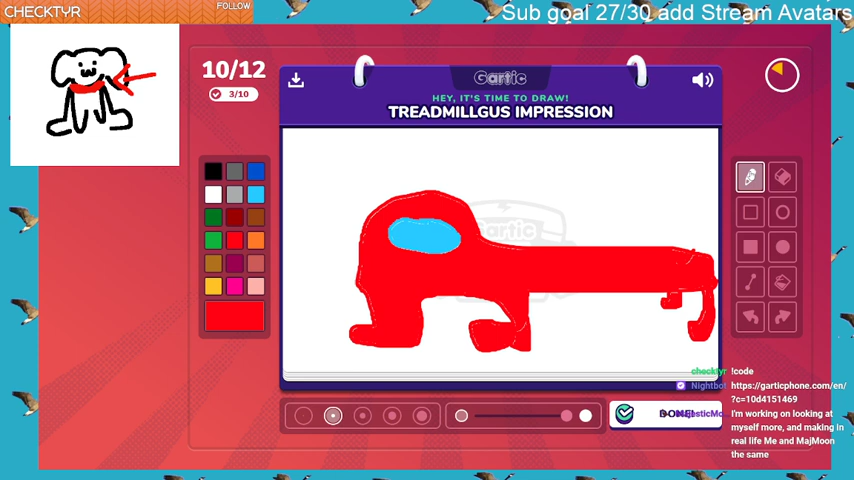 CHECKTYR
FOLLOW
Sub goal 27/30 add Stream Avatars
10/12
3/10
Gartic
HEY, IT'S TIME TO DRAW!
TREADMILLGUS IMPRESSION
Gartic
checktyr !code
Nightbot https://garticphone.com/en/
?c=10d4151469
DONE!
I'm working on looking at
myself more, and making in
real life Me and MajMoon
the same